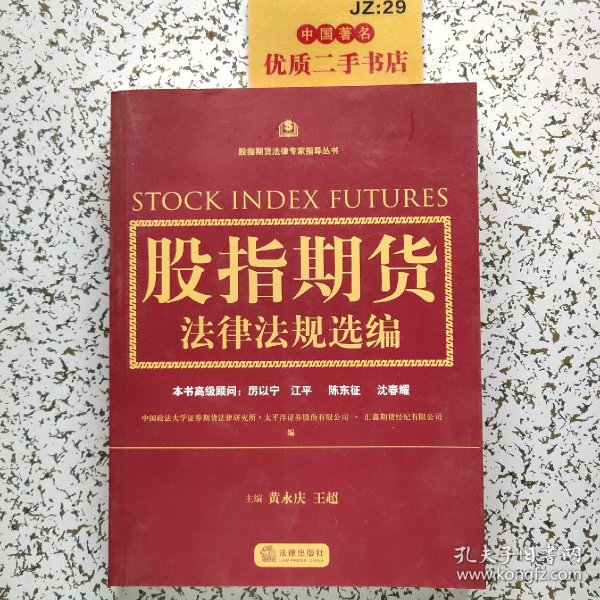 JZ:29
中国著名
优质二手书店
$
股指期货法律专家指导丛书
STOCK INDEX FUTURES
股指期货
法律法规选编
本书高级顾问：厉以宁 江平 陈东征 沈春耀
中国政法大学证券期货法律研究所·太平洋证券股份有限公司·汇鑫期货经纪有限公司
编
主编 黄永庆 王超
法律出版社
LAW PRESS·CHINA
孔夫子旧书网
www.kongfz.com